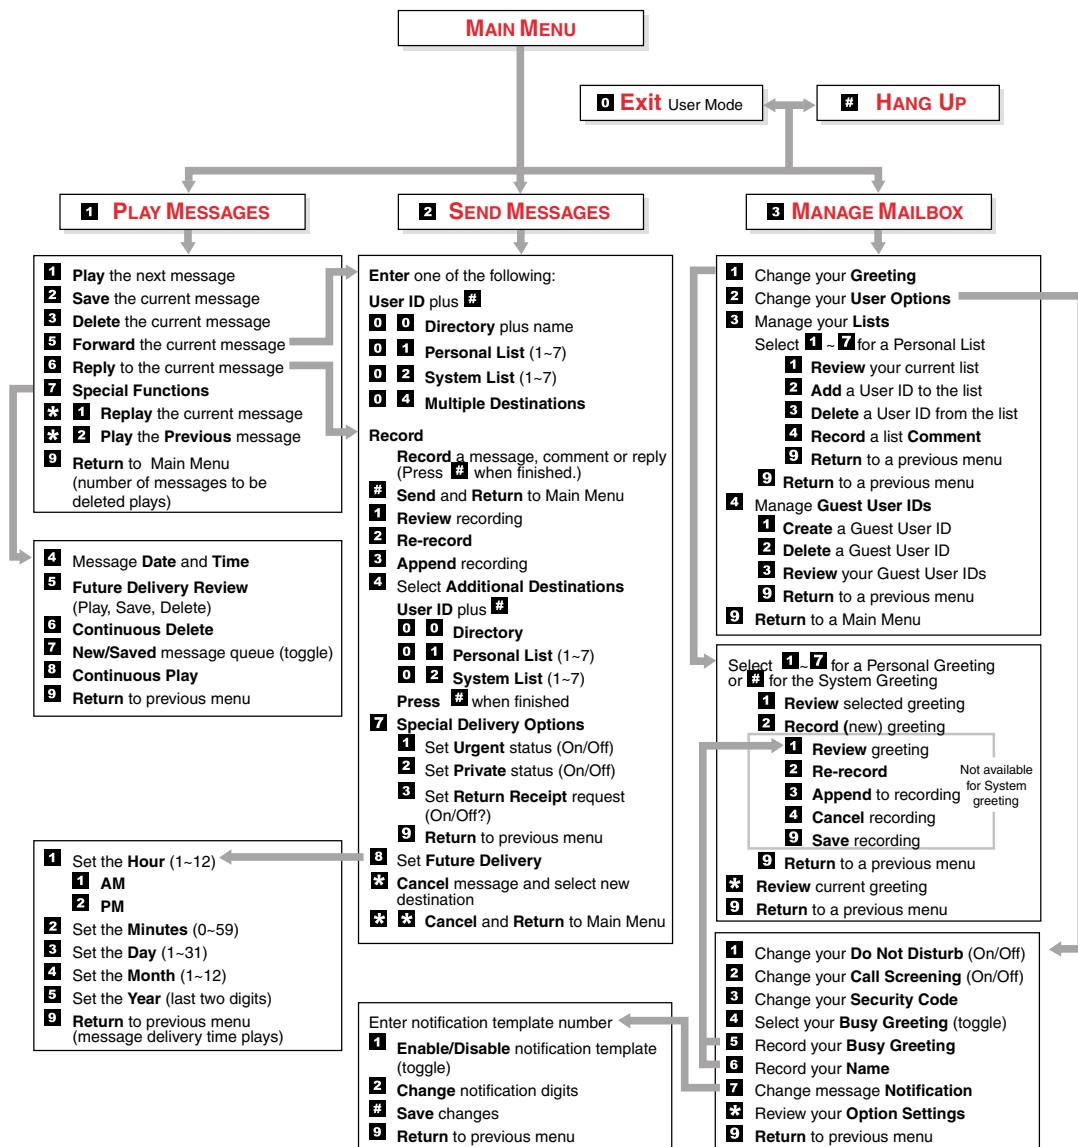 MAIN MENU
0 Exit User Mode
# HANG UP
1 PLAY MESSAGES
2 SEND MESSAGES
3 MANAGE MAILBOX
1 Play the next message
2 Save the current message
3 Delete the current message
5 Forward the current message
6 Reply to the current message
7 Special Functions
* 1 Replay the current message
* 2 Play the Previous message
9 Return to Main Menu
(number of messages to be
deleted plays)
4 Message Date and Time
5 Future Delivery Review
(Play, Save, Delete)
6 Continuous Delete
7 New/Saved message queue (toggle)
8 Continuous Play
9 Return to previous menu
1 Set the Hour (1~12)
1 AM
2 PM
2 Set the Minutes (0~59)
3 Set the Day (1~31)
4 Set the Month (1~12)
5 Set the Year (last two digits)
9 Return to previous menu
(message delivery time plays)
Enter one of the following:
User ID plus #
0 0 Directory plus name
0 1 Personal List (1~7)
0 2 System List (1~7)
0 4 Multiple Destinations
Record
Record a message, comment or reply
(Press # when finished.)
# Send and Return to Main Menu
1 Review recording
2 Re-record
3 Append recording
4 Select Additional Destinations
User ID plus #
0 0 Directory
0 1 Personal List (1~7)
0 2 System List (1~7)
Press # when finished
7 Special Delivery Options
1 Set Urgent status (On/Off)
2 Set Private status (On/Off)
3 Set Return Receipt request
(On/Off?)
9 Return to previous menu
8 Set Future Delivery
* Cancel message and select new
destination
* * Cancel and Return to Main Menu
Enter notification template number
1 Enable/Disable notification template
(toggle)
2 Change notification digits
# Save changes
9 Return to previous menu
1 Change your Greeting
2 Change your User Options
3 Manage your Lists
Select 1 ~ 7 for a Personal List
1 Review your current list
2 Add a User ID to the list
3 Delete a User ID from the list
4 Record a list Comment
9 Return to a previous menu
9 Return to a previous menu
4 Manage Guest User IDs
1 Create a Guest User ID
2 Delete a Guest User ID
3 Review your Guest User IDs
9 Return to a previous menu
9 Return to a Main Menu
Select 1 ~ 7 for a Personal Greeting
or # for the System Greeting
1 Review selected greeting
2 Record (new) greeting
1 Review greeting
2 Re-record
3 Append to recording
4 Cancel recording
9 Save recording
Not available
for System
greeting
9 Return to a previous menu
* Review current greeting
9 Return to a previous menu
1 Change your Do Not Disturb (On/Off)
2 Change your Call Screening (On/Off)
3 Change your Security Code
4 Select your Busy Greeting (toggle)
5 Record your Busy Greeting
6 Record your Name
7 Change message Notification
* Review your Option Settings
9 Return to previous menu